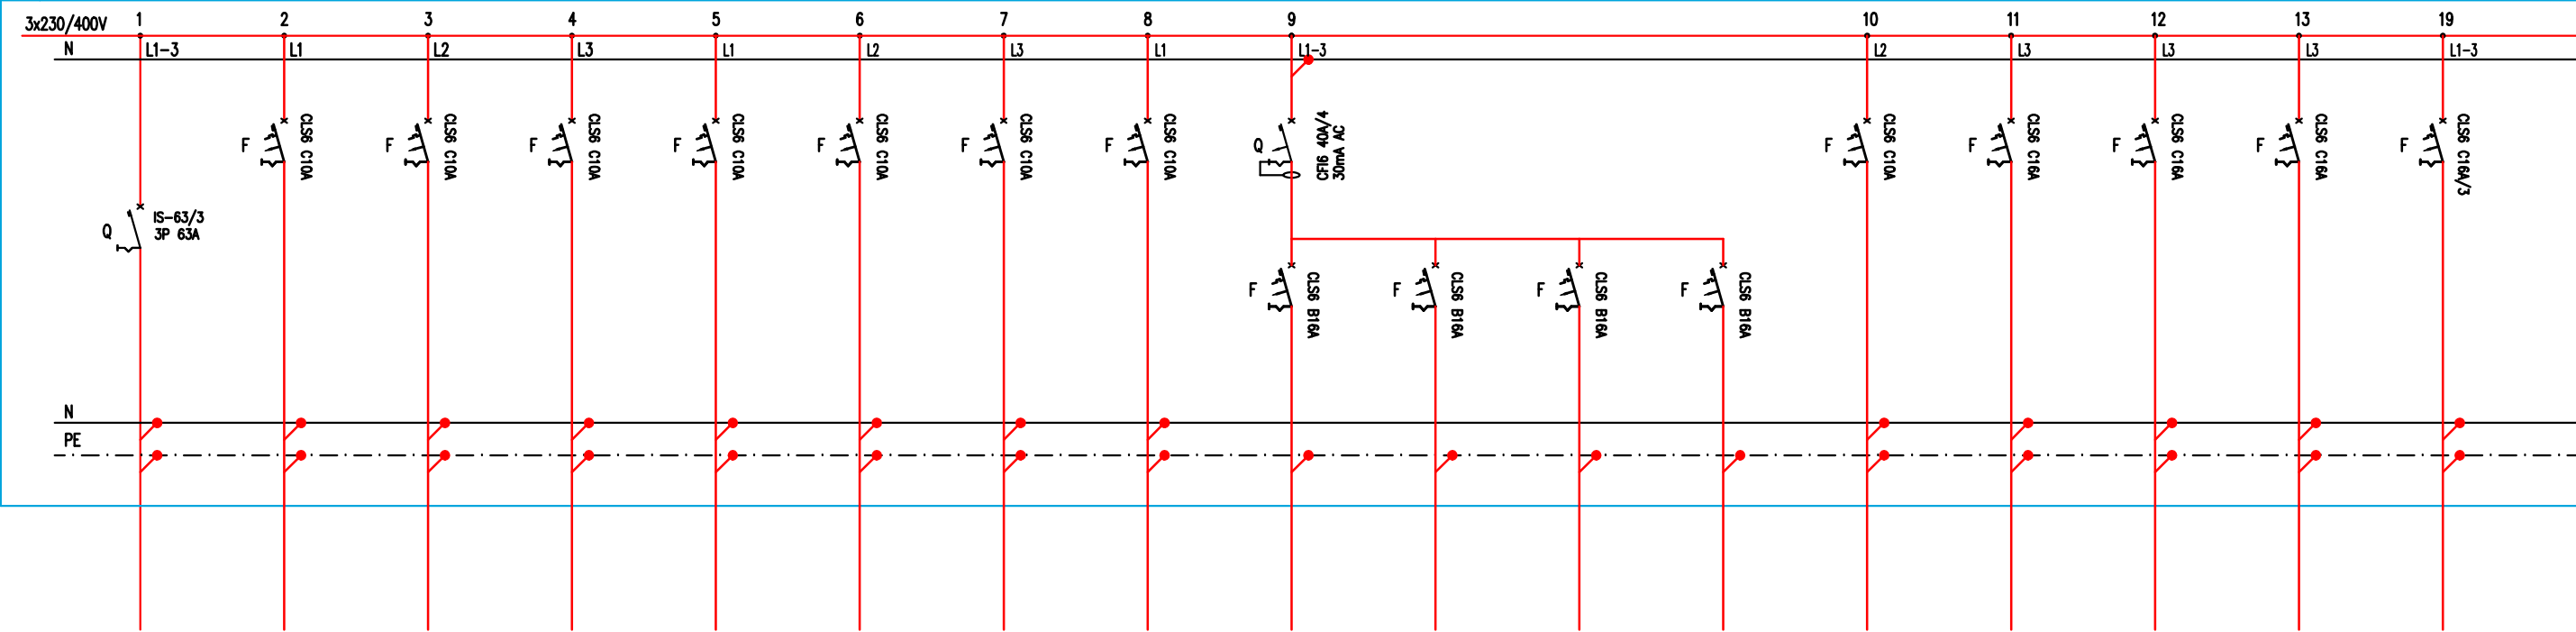 3x230/400V
1 2 3 4 5 6 7 8 9 10 11 12 13 19
N L1-3 L1 L2 L3 L1 L2 L3 L1 L1-3 L2 L3 L3 L3 L1-3
F CLS6 C10A
F CLS6 C10A
F CLS6 C10A
F CLS6 C10A
F CLS6 C10A
F CLS6 C10A
F CLS6 C10A
Q CFI6 40A/4
30mA AC
F CLS6 C10A
F CLS6 C16A
F CLS6 C16A
F CLS6 C16A
F CLS6 C16A/3
Q IS-63/3
3P 63A
F CLS6 B16A
F CLS6 B16A
F CLS6 B16A
F CLS6 B16A
N
PE